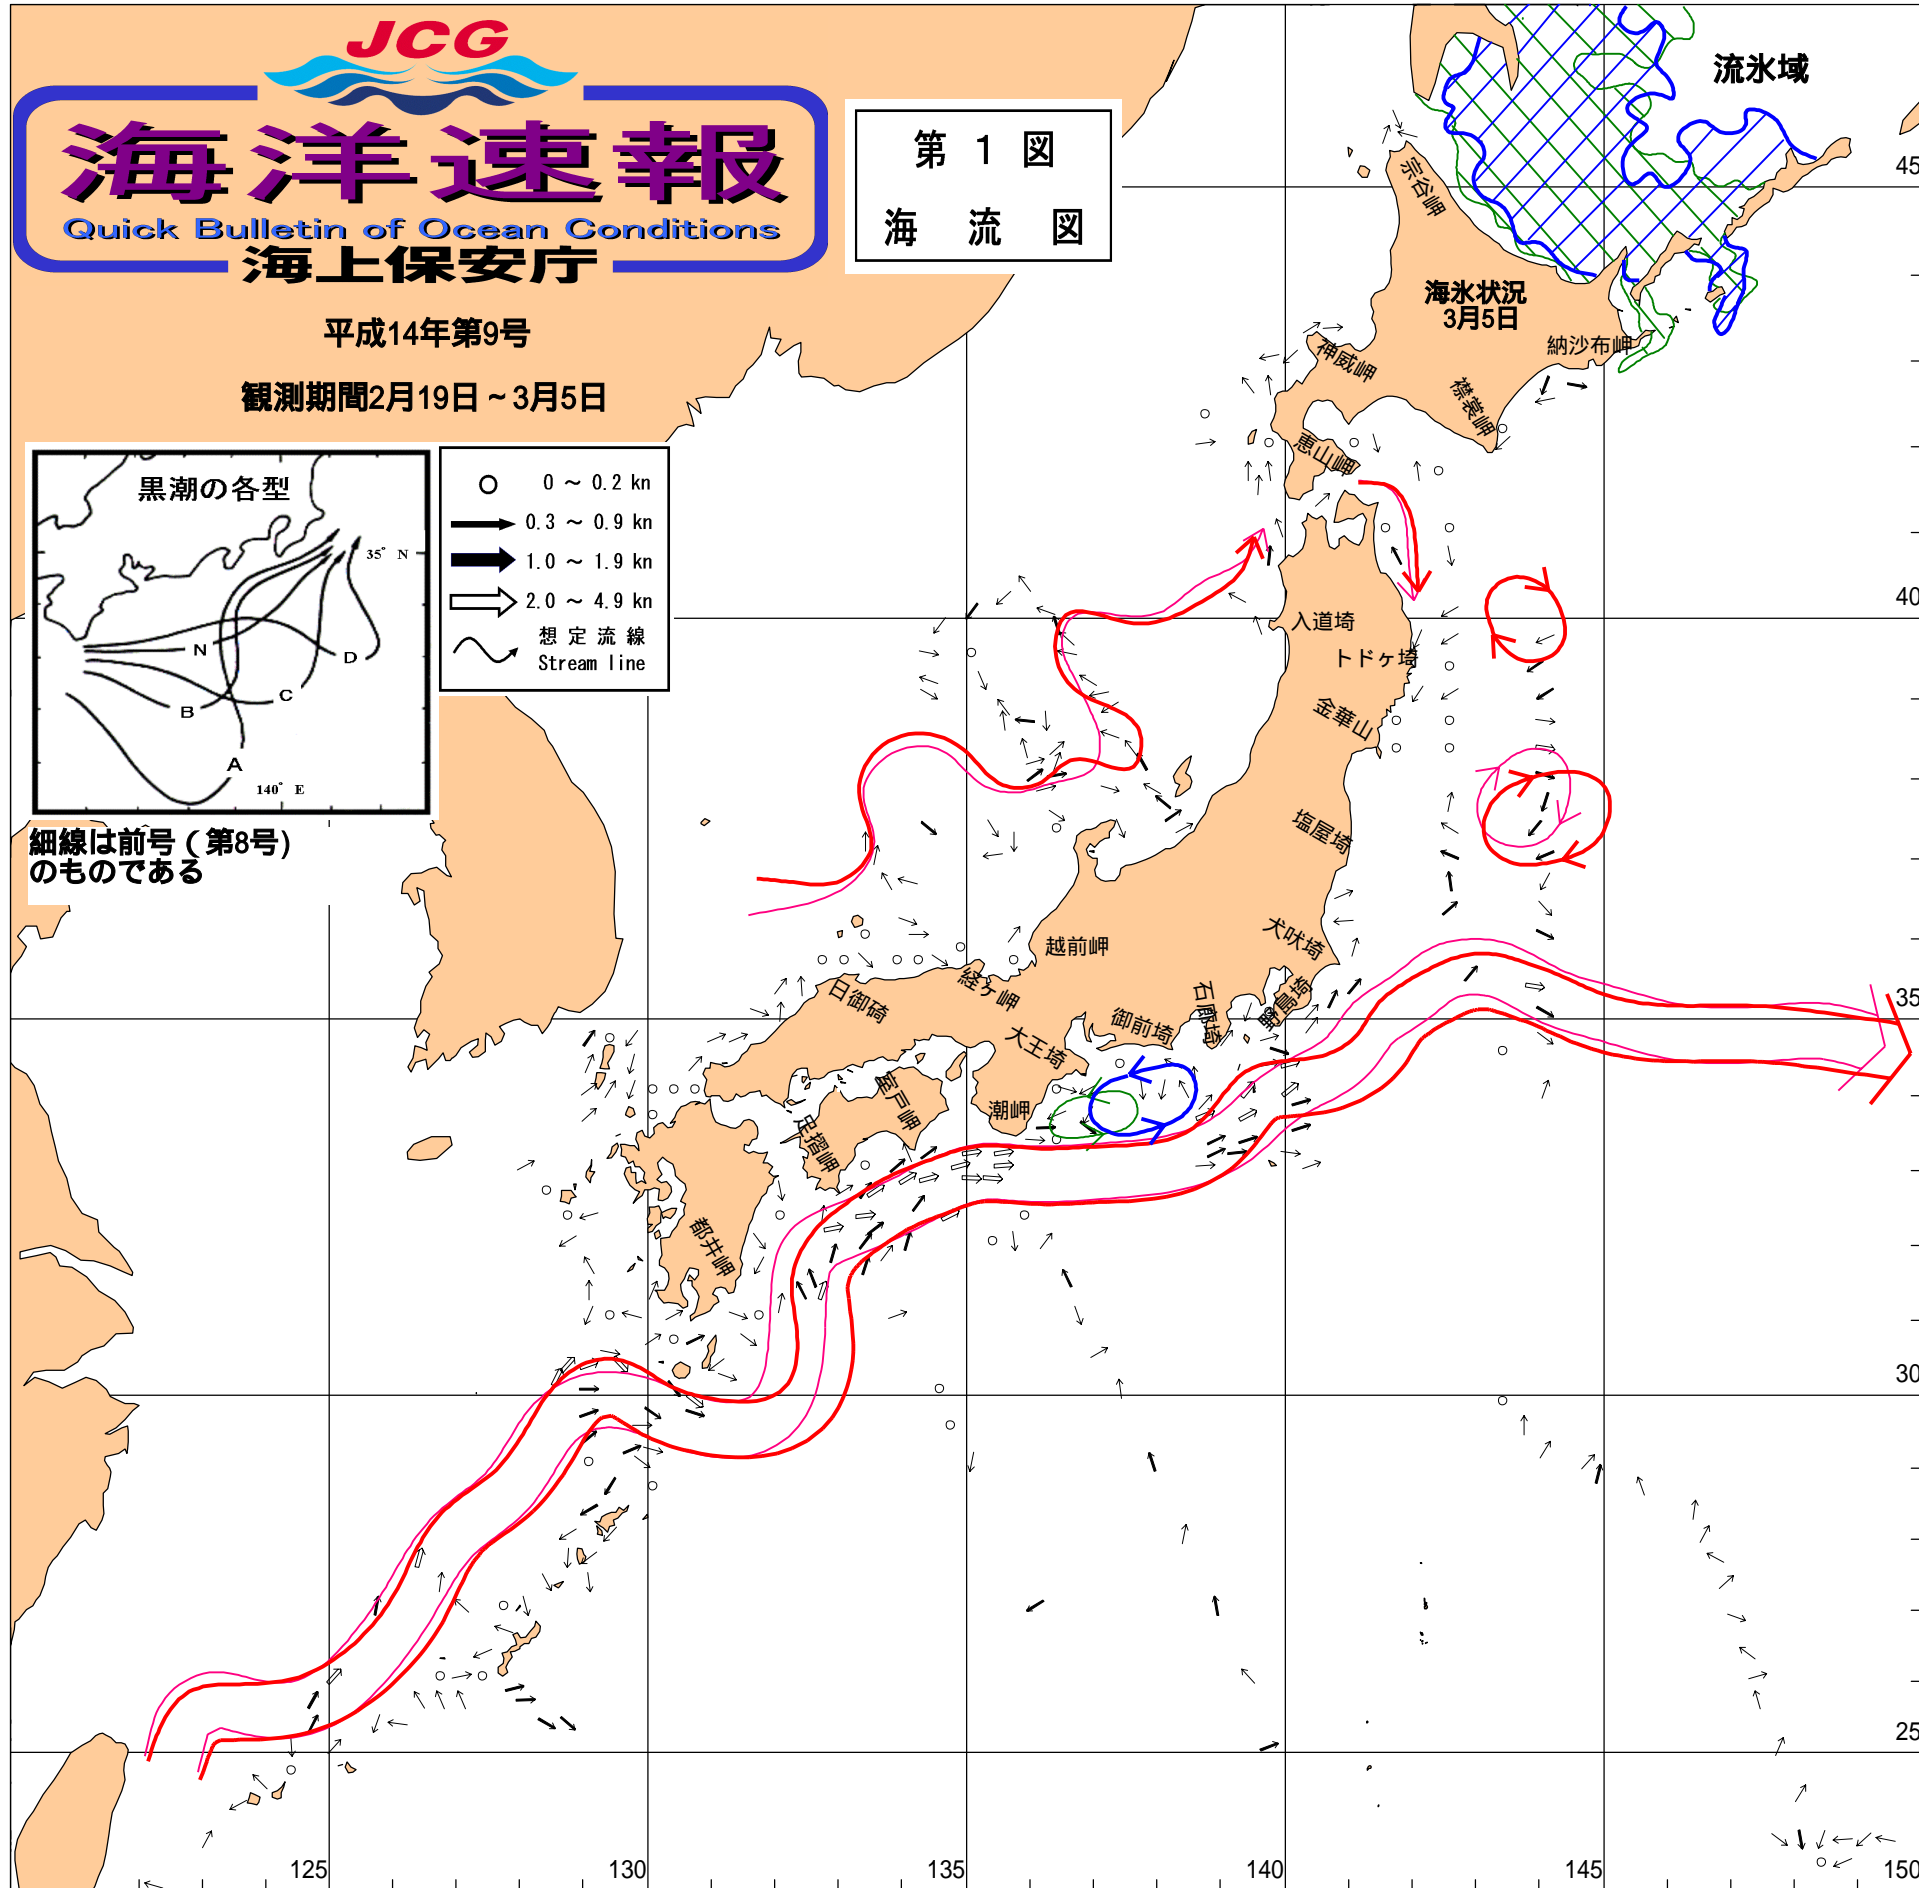 JCG
海洋速報
Quick Bulletin of Ocean Conditions
海上保安庁
平成14年第9号
観測期間2月19日～3月5日
第 1 図
海 流 図
流氷域
海氷状況
3月5日
黒潮の各型
35° N
N
D
C
B
A
140° E
0 ～ 0.2 kn
0.3 ～ 0.9 kn
1.0 ～ 1.9 kn
2.0 ～ 4.9 kn
想 定 流 線
Stream line
細線は前号（第8号)
のものである
宗谷岬
納沙布岬
神威岬
襟裳岬
恵山岬
入道埼
トドヶ埼
金華山
塩屋埼
犬吠埼
越前岬
経ヶ岬
日御碕
石廊埼
野島埼
御前埼
大王埼
潮岬
室戸岬
足摺岬
都井岬
45
40
35
30
25
125
130
135
140
145
150